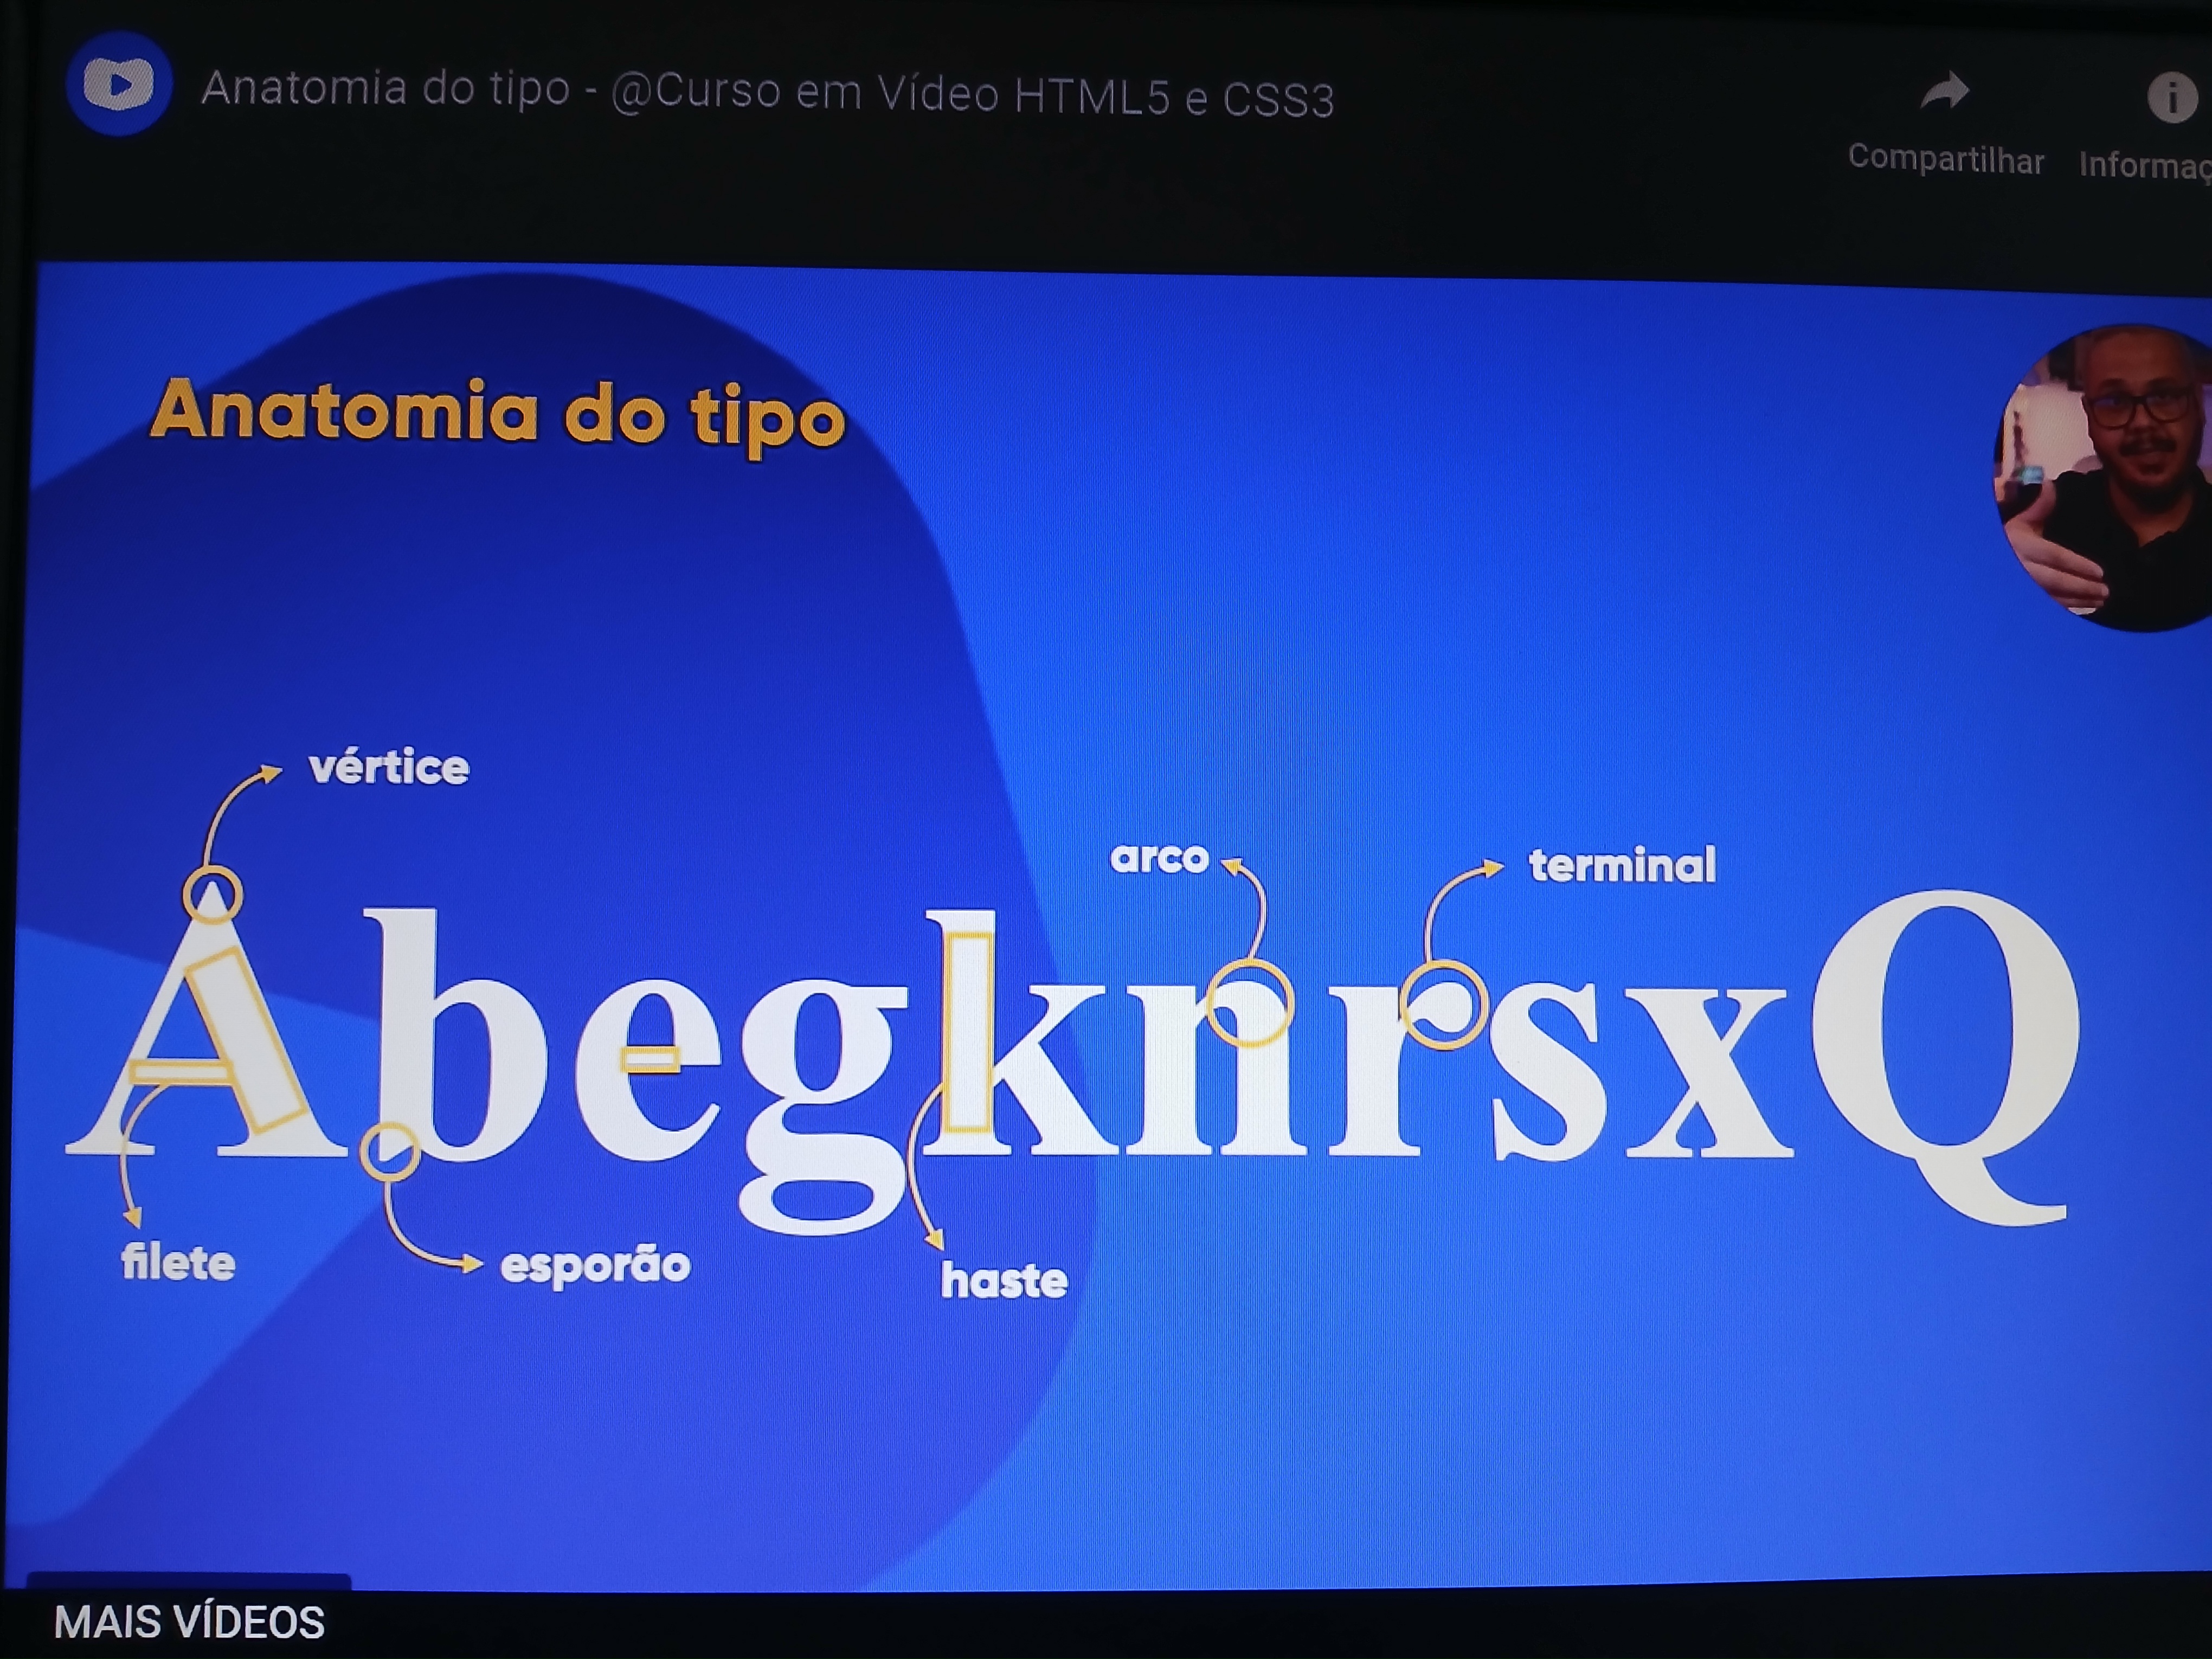 Anatomia do tipo - @Curso em Vídeo HTML5 e CSS3
Compartilhar
Anatomia do tipo
vértice
arco
terminal
AbegknrsxQ
filete
esporão
haste
MAIS VÍDEOS